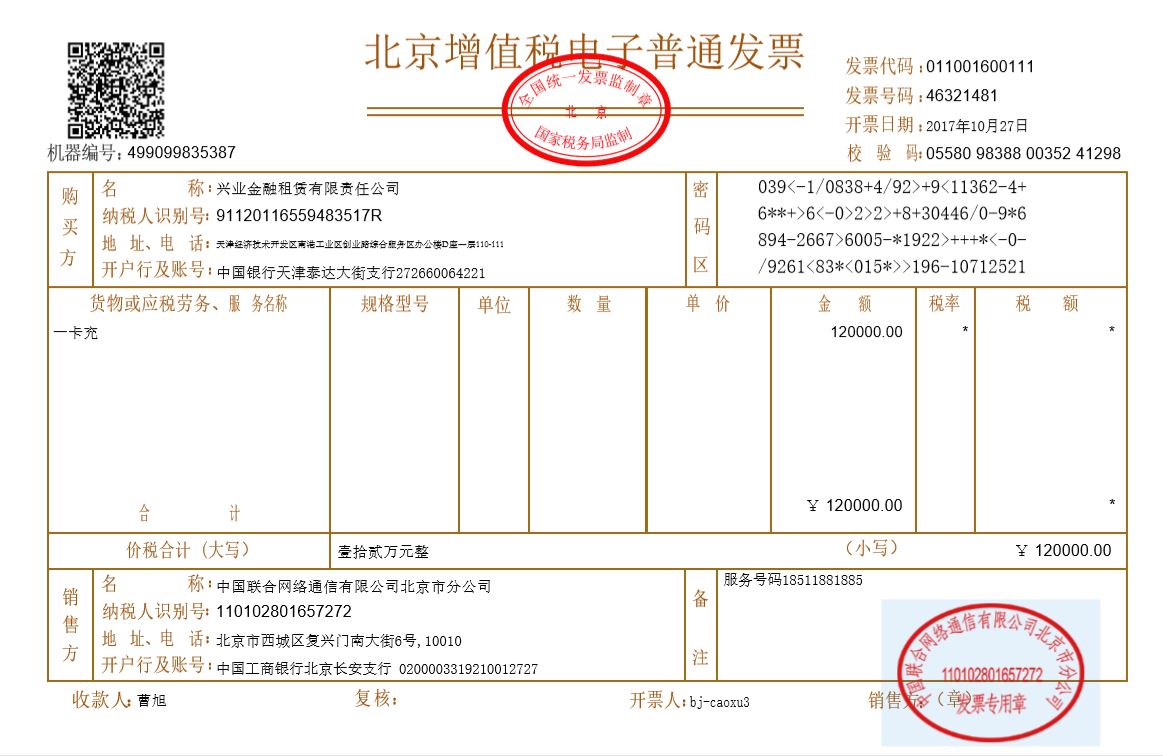 北京增值税电子普通发票
全国统一发票监制章
北 京
国家税务局监制
发票代码:011001600111
发票号码:46321481
开票日期:2017年10月27日
校 验 码:05580 98388 00352 41298
机器编号:499099835387
购买方
名 称:兴业金融租赁有限责任公司
纳税人识别号:91120116559483517R
地 址、电 话:天津经济技术开发区南港工业区创业路综合服务区办公楼D座一层110-111
开户行及账号:中国银行天津泰达大街支行272660064221
密码区
039<-1/0838+4/92>+9<11362-4+
6**+>6<-0>2>2>+8+30446/0-9*6
894-2667>6005-*1922>+++*<-0-
/9261<83*<015*>>196-10712521
货物或应税劳务、服 务名称 规格型号 单位 数 量 单 价 金 额 税率 税 额
一卡充 120000.00 * *
合 计 ¥ 120000.00 *
价税合计（大写） 壹拾贰万元整 （小写） ¥ 120000.00
销售方
名 称:中国联合网络通信有限公司北京市分公司
纳税人识别号:110102801657272
地 址、电 话:北京市西城区复兴门南大街6号,10010
开户行及账号:中国工商银行北京长安支行 0200003319210012727
备注
服务号码18511881885
中国联合网络通信有限公司北京市分公司
110102801657272
发票专用章
收款人:曹旭 复核: 开票人:bj-caoxu3 销售方:（章）